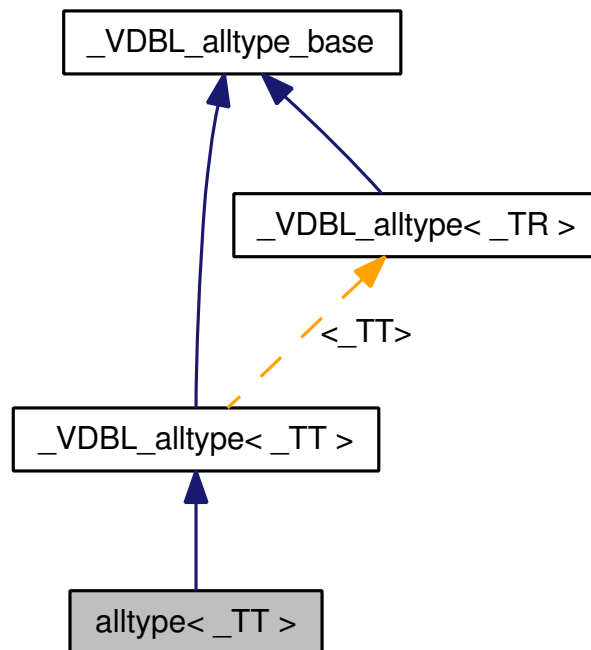 _VDBL_alltype_base
_VDBL_alltype< _TR >
<_TT>
_VDBL_alltype< _TT >
alltype< _TT >